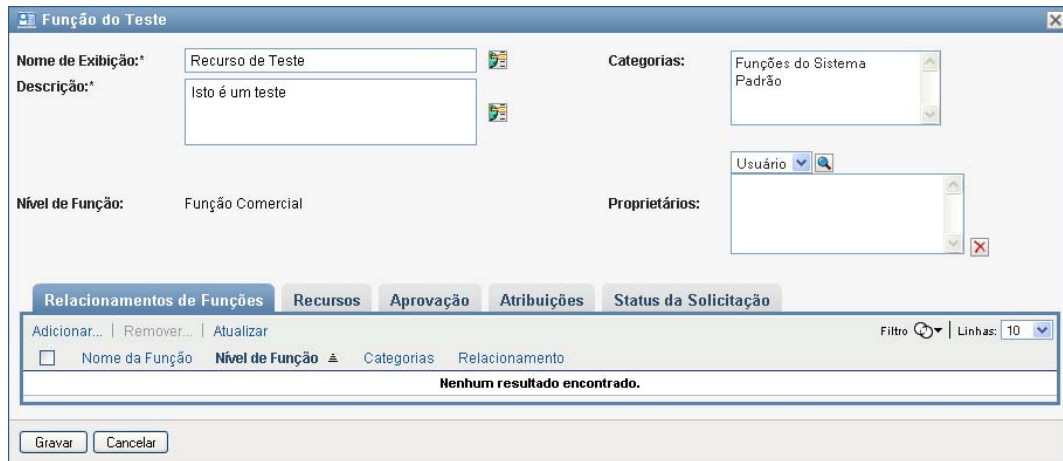 Função do Teste
Nome de Exibição:*
Recurso de Teste
Descrição:*
Isto é um teste
Categorias:
Funções do Sistema
Padrão
Nível de Função:
Função Comercial
Usuário
Proprietários:
Relacionamentos de Funções
Recursos
Aprovação
Atribuições
Status da Solicitação
Adicionar... | Remover... | Atualizar
Filtro
Linhas: 10
Nome da Função Nível de Função Categorias Relacionamento
Nenhum resultado encontrado.
Gravar
Cancelar